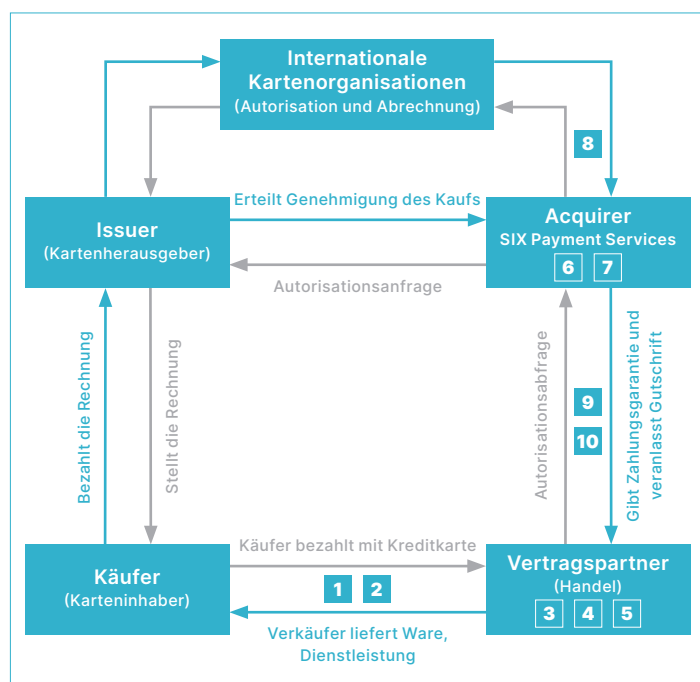 Internationale
Kartenorganisationen
(Autorisation und Abrechnung)
8
Erteilt Genehmigung des Kaufs
Issuer
(Kartenherausgeber)
Acquirer
SIX Payment Services
6 7
Autorisationsanfrage
Bezahlt die Rechnung
Stellt die Rechnung
Autorisationsabfrage
9
10
Gibt Zahlungsgarantie und
veranlasst Gutschrift
Käufer bezahlt mit Kreditkarte
Käufer
(Karteninhaber)
1 2
Vertragspartner
(Handel)
3 4 5
Verkäufer liefert Ware,
Dienstleistung